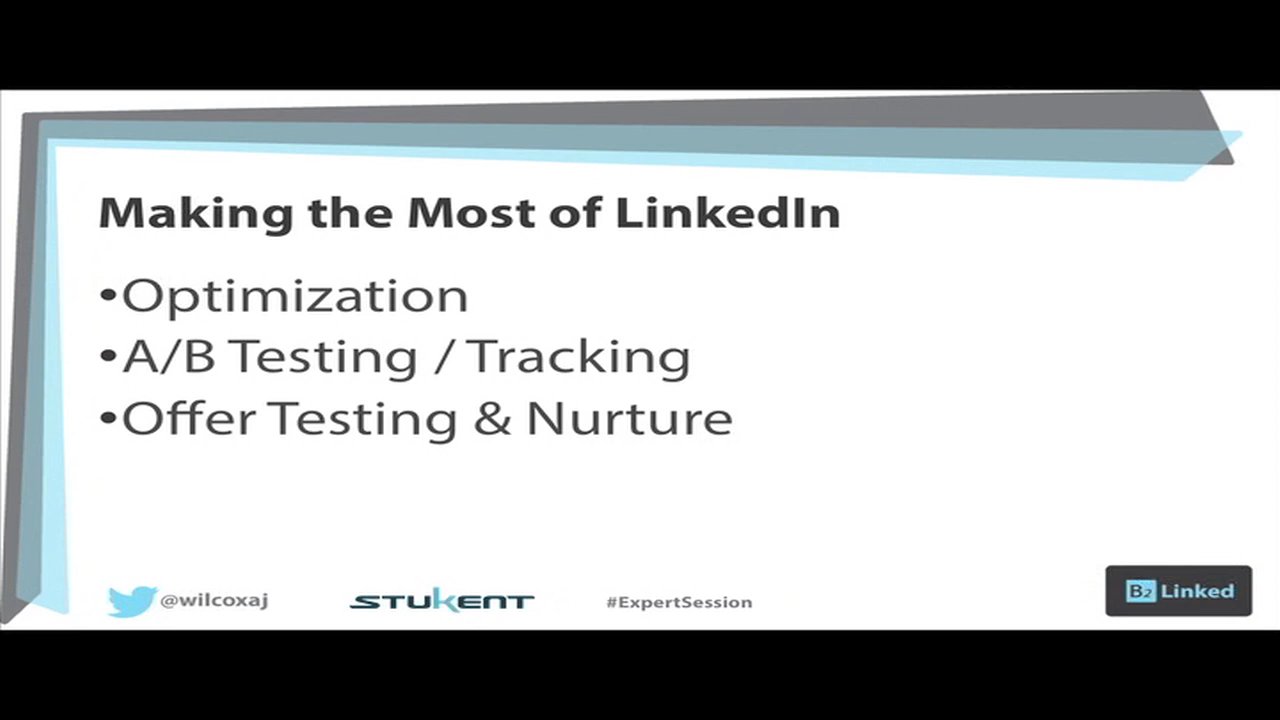 Making the Most of LinkedIn
•Optimization
•A/B Testing / Tracking
•Offer Testing & Nurture
@wilcoxaj STUKENT #ExpertSession B2 Linked